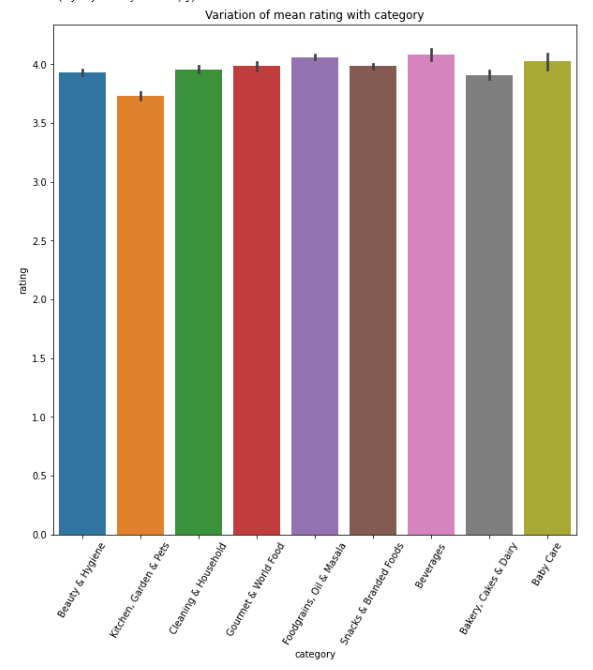 Variation of mean rating with category
rating
4.0
3.5
3.0
2.5
2.0
1.5
1.0
0.5
0.0
Beauty & Hygiene
Kitchen, Garden & Pets
Cleaning & Household
Gourmet & World Food
Foodgrains, Oil & Masala
Snacks & Branded Foods
Beverages
Bakery, Cakes & Dairy
Baby Care
category